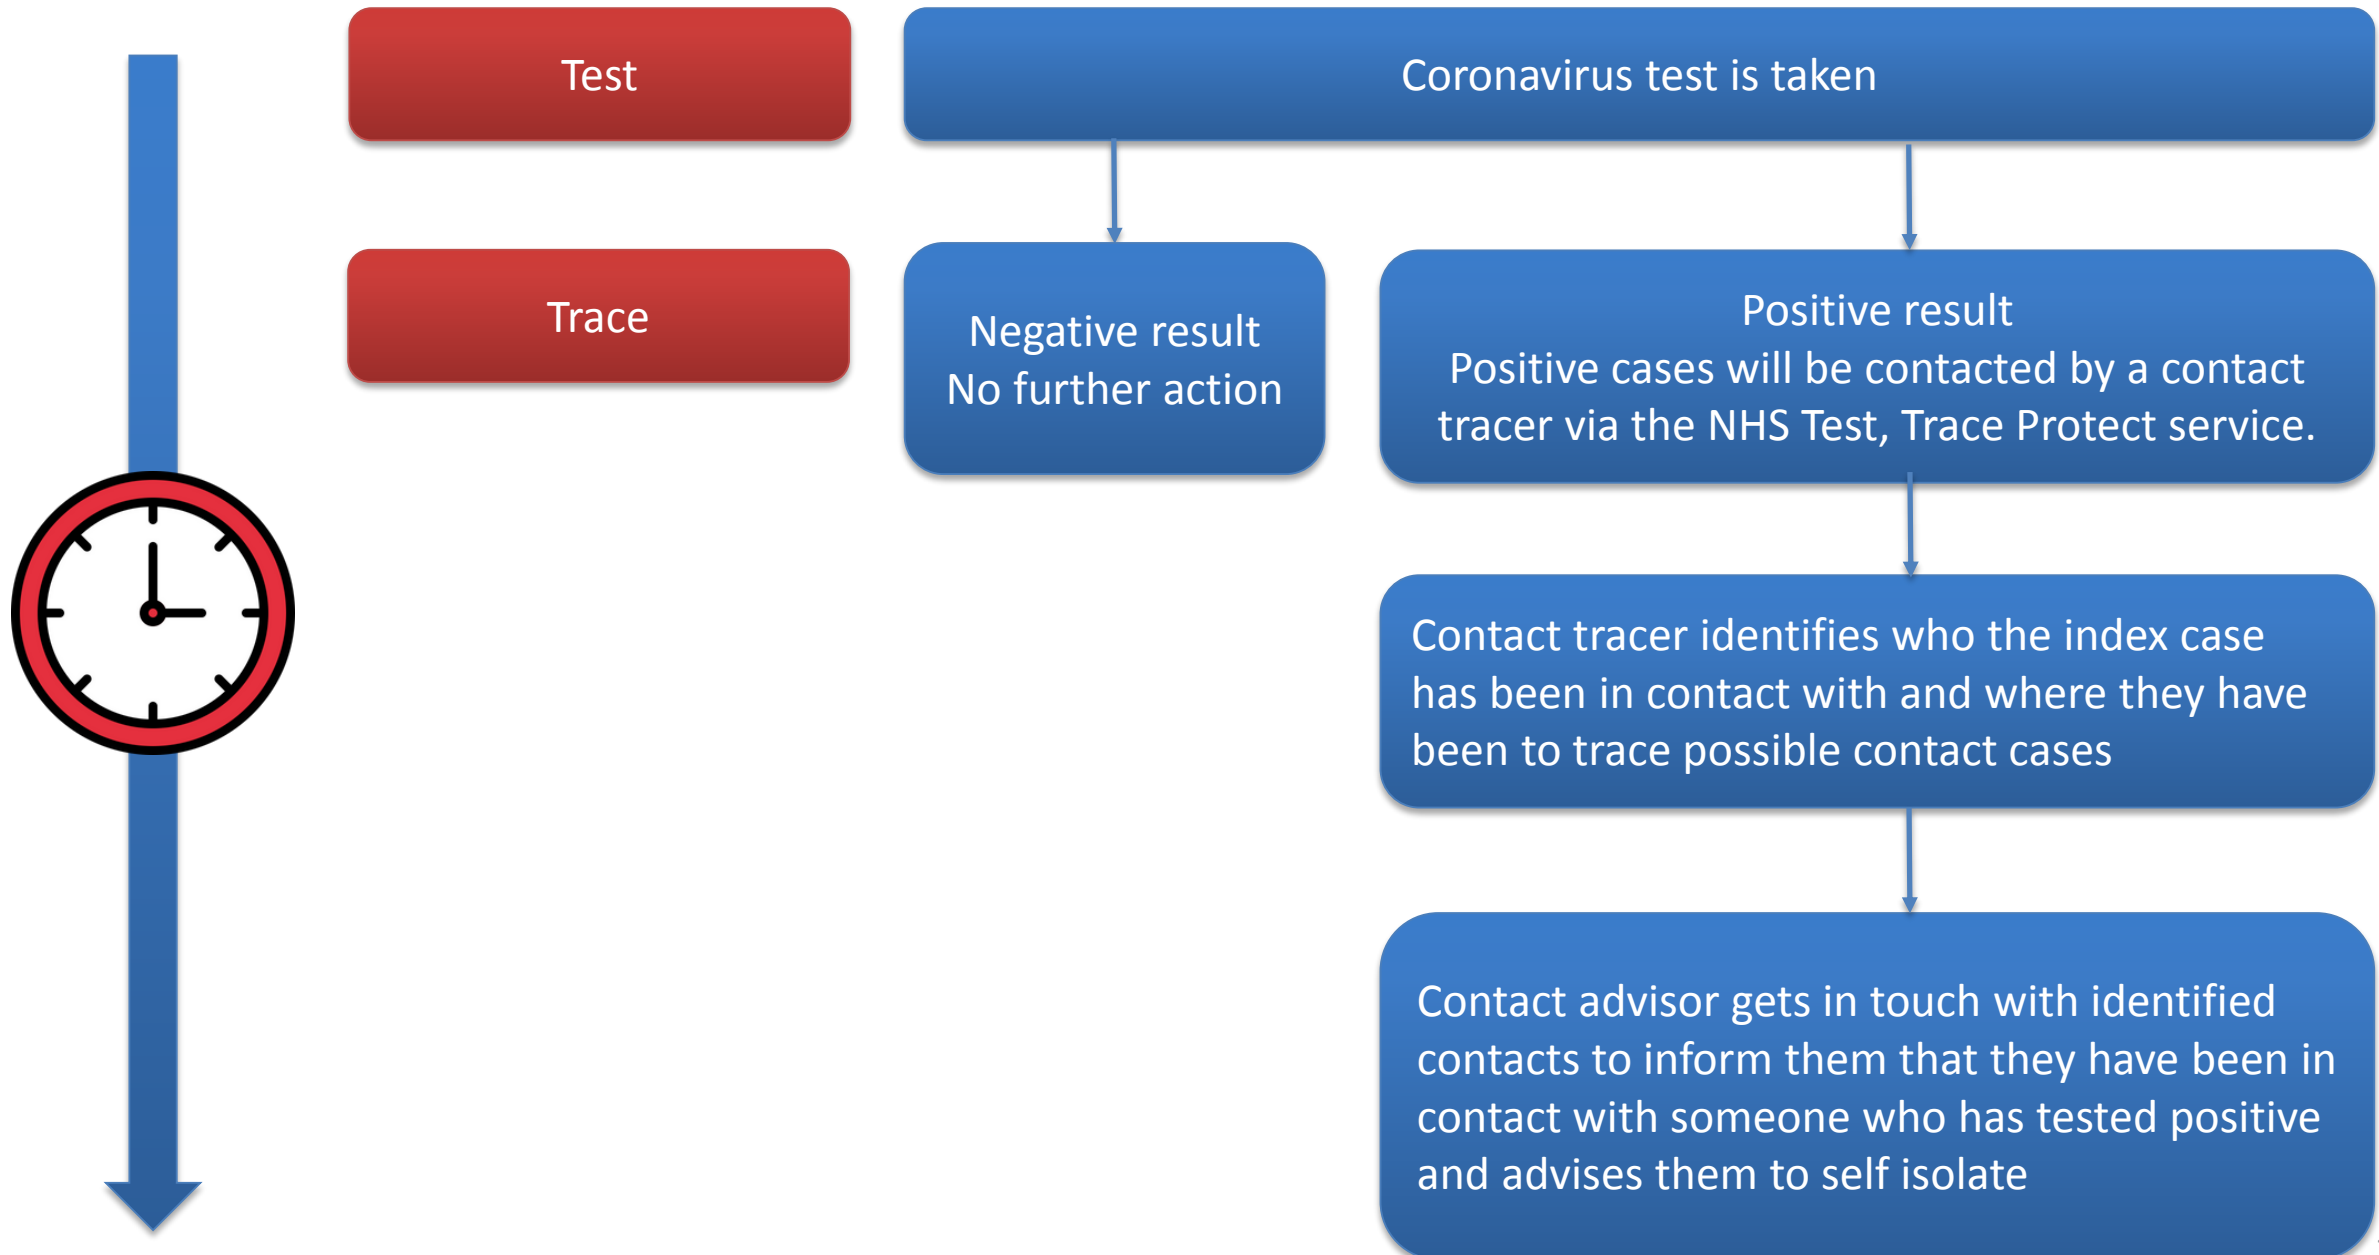 Test
Coronavirus test is taken
Trace
Negative result
No further action
Positive result
Positive cases will be contacted by a contact
tracer via the NHS Test, Trace Protect service.
Contact tracer identifies who the index case
has been in contact with and where they have
been to trace possible contact cases
Contact advisor gets in touch with identified
contacts to inform them that they have been in
contact with someone who has tested positive
and advises them to self isolate